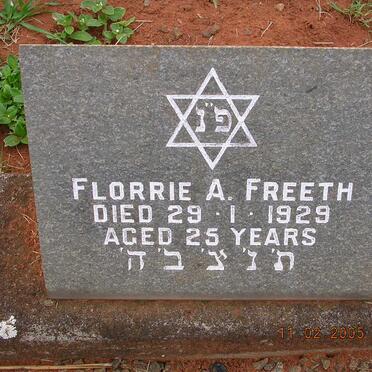 פ"נ
FLORRIE A. FREETH
DIED 29·1·1929
AGED 25 YEARS
ת' נ' צ' ב' ה'
11 02 2005